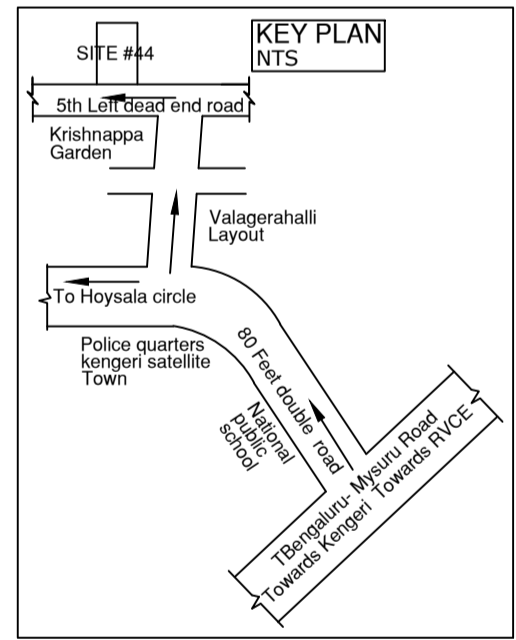 KEY PLAN
NTS
SITE #44
5th Left dead end road
Krishnappa
Garden
Valagerahalli
Layout
To Hoysala circle
Police quarters
kengeri satellite
Town
80 Feet double road
National
public
school
TBengaluru- Mysuru Road
Towards Kengeri Towards RVCE